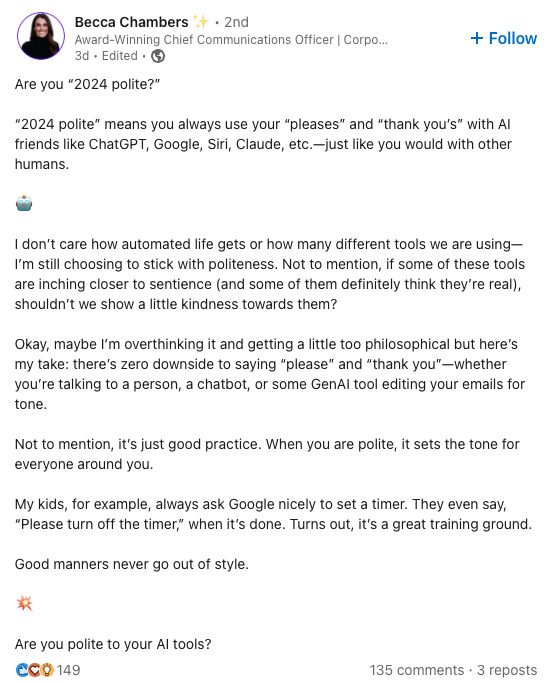 Becca Chambers ✨ • 2nd
Award-Winning Chief Communications Officer | Corpo...
3d • Edited •
+ Follow
Are you “2024 polite?”
“2024 polite” means you always use your “pleases” and “thank you’s” with AI
friends like ChatGPT, Google, Siri, Claude, etc.—just like you would with other
humans.
🤖
I don’t care how automated life gets or how many different tools we are using—
I’m still choosing to stick with politeness. Not to mention, if some of these tools
are inching closer to sentience (and some of them definitely think they’re real),
shouldn’t we show a little kindness towards them?
Okay, maybe I’m overthinking it and getting a little too philosophical but here’s
my take: there’s zero downside to saying “please” and “thank you”—whether
you’re talking to a person, a chatbot, or some GenAI tool editing your emails for
tone.
Not to mention, it’s just good practice. When you are polite, it sets the tone for
everyone around you.
My kids, for example, always ask Google nicely to set a timer. They even say,
“Please turn off the timer,” when it’s done. Turns out, it’s a great training ground.
Good manners never go out of style.
💥
Are you polite to your AI tools?
149
135 comments • 3 reposts